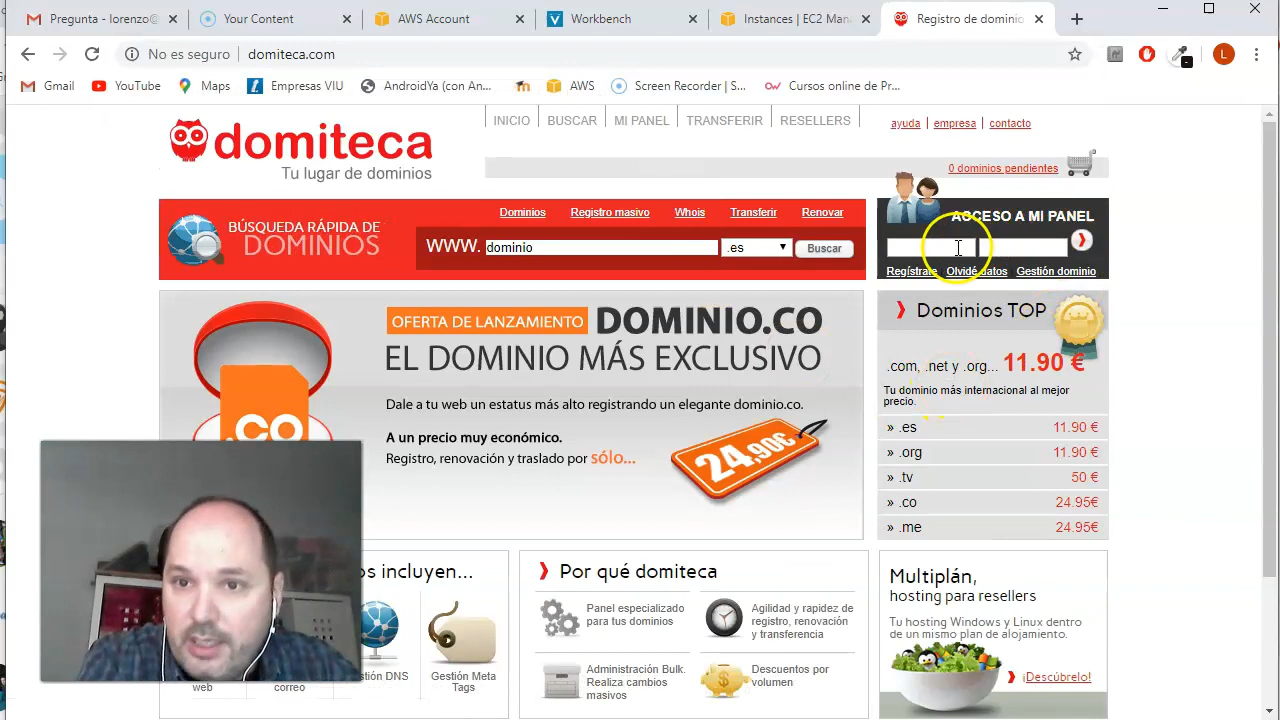 Pregunta - lorenzo@
Your Content
AWS Account
Workbench
Instances | EC2 Man
Registro de dominio
No es seguro | domiteca.com
L
Gmail
YouTube
Maps
Empresas VIU
AndroidYa (con An...
AWS
Screen Recorder | S...
Cursos online de Pr...
INICIO
BUSCAR
MI PANEL
TRANSFERIR
RESELLERS
ayuda | empresa | contacto
domiteca
Tu lugar de dominios
0 dominios pendientes
BÚSQUEDA RÁPIDA DE
DOMINIOS
Dominios
Registro masivo
Whois
Transferir
Renovar
WWW. dominio
.es
Buscar
ACCESO A MI PANEL
Regístrate
Olvidé datos
Gestión dominio
OFERTA DE LANZAMIENTO DOMINIO.CO
EL DOMINIO MÁS EXCLUSIVO
Dale a tu web un estatus más alto registrando un elegante dominio.co.
A un precio muy económico.
Registro, renovación y traslado por sólo...
24,90€
.co
Dominios TOP
.com, .net y .org... 11.90 €
Tu dominio más internacional al mejor
precio.
» .es 11.90 €
» .org 11.90 €
» .tv 50 €
» .co 24.95€
» .me 24.95€
os incluyen...
web
correo
stión DNS
Gestión Meta
Tags
Por qué domiteca
Panel especializado
para tus dominios
Agilidad y rapidez de
registro, renovación
y transferencia
Administración Bulk.
Realiza cambios
masivos
Descuentos por
volumen
Multiplán,
hosting para resellers
Tu hosting Windows y Linux dentro
de un mismo plan de alojamiento.
¡Descúbrelo!